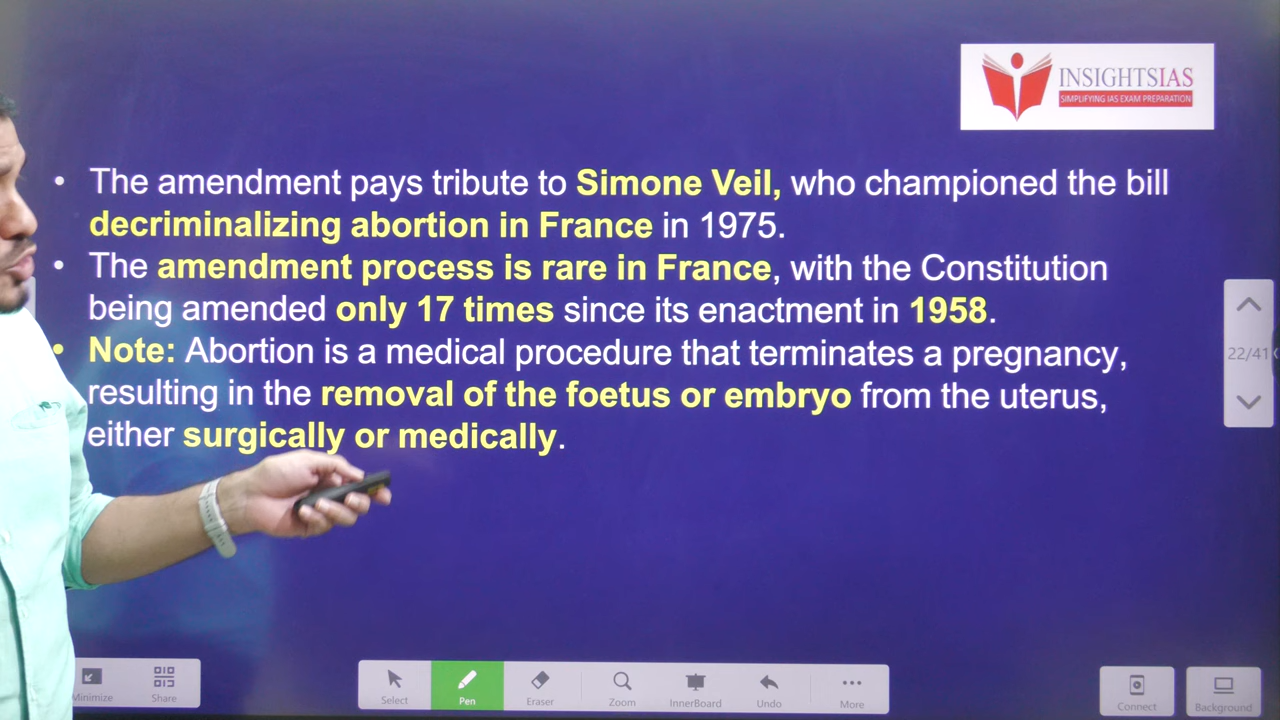 INSIGHTSIAS
SIMPLIFYING IAS EXAM PREPARATION
• The amendment pays tribute to Simone Veil, who championed the bill
decriminalizing abortion in France in 1975.
• The amendment process is rare in France, with the Constitution
being amended only 17 times since its enactment in 1958.
• Note: Abortion is a medical procedure that terminates a pregnancy,
resulting in the removal of the foetus or embryo from the uterus,
either surgically or medically.
22/41
Minimize
Share
Select
Pen
Eraser
Zoom
InnerBoard
Undo
More
Connect
Background